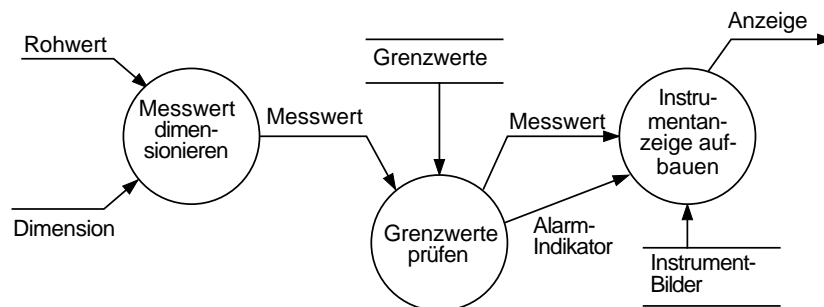 Anzeige
Rohwert
Grenzwerte
Messwert
dimen-
sionieren
Messwert
Messwert
Instru-
mentan-
zeige auf-
bauen
Dimension
Grenzwerte
prüfen
Alarm-
Indikator
Instrument-
Bilder